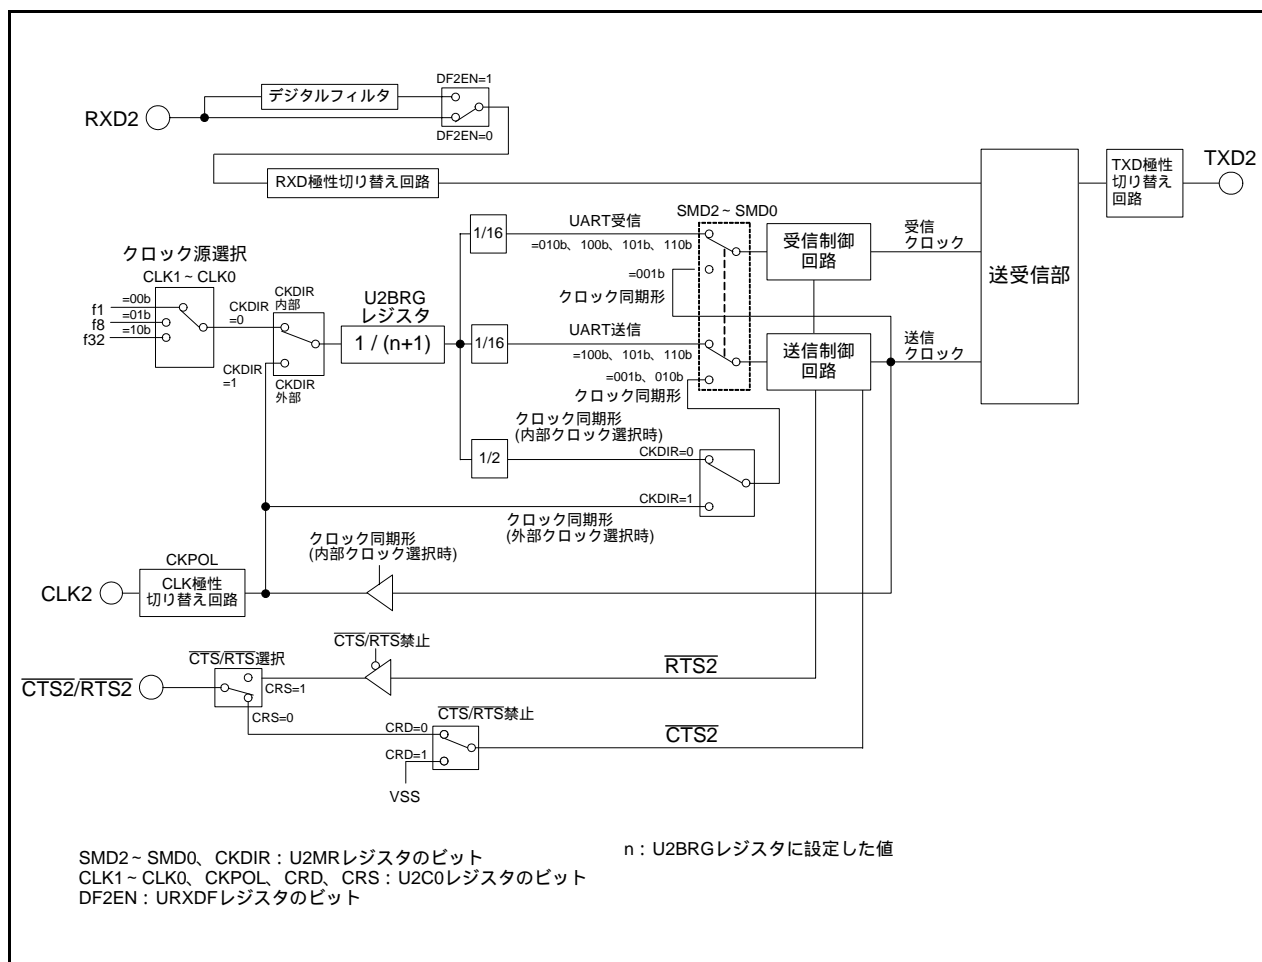 DF2EN=1
デジタルフィルタ
RXD2
DF2EN=0
RXD極性切り替え回路
TXD極性
切り替え
回路
TXD2
SMD2～SMD0
1/16
UART受信
=010b、100b、101b、110b
受信制御
回路
受信
クロック
送受信部
=001b
クロック同期形
クロック源選択
CLK1～CLK0
=00b
f1
=01b
f8
=10b
f32
CKDIR
=0
CKDIR
内部
CKDIR
=1
CKDIR
外部
U2BRG
レジスタ
1 / (n+1)
1/16
UART送信
=100b、101b、110b
送信制御
回路
送信
クロック
=001b、010b
クロック同期形
クロック同期形
(内部クロック選択時)
1/2
CKDIR=0
CKDIR=1
クロック同期形
(外部クロック選択時)
クロック同期形
(内部クロック選択時)
CKPOL
CLK2
CLK極性
切り替え回路
CTS/RTS禁止
CTS/RTS選択
RTS2
CTS2/RTS2
CRS=1
CRS=0
CTS/RTS禁止
CRD=0
CTS2
CRD=1
VSS
SMD2～SMD0、CKDIR：U2MRレジスタのビット
CLK1～CLK0、CKPOL、CRD、CRS：U2C0レジスタのビット
DF2EN：URXDFレジスタのビット
n：U2BRGレジスタに設定した値